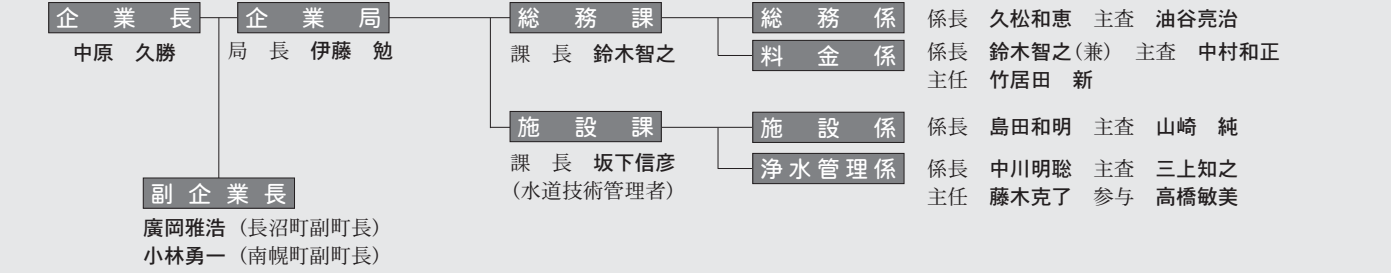 企業長
中原 久勝
企業局
局 長 伊藤 勉
副企業長
廣岡雅浩 (長沼町副町長)
小林勇一 (南幌町副町長)
総務課
課 長 鈴木智之
総務係 係長 久松和恵 主査 油谷亮治
料金係 係長 鈴木智之(兼) 主査 中村和正
主任 竹居田 新
施設課
課 長 坂下信彦
(水道技術管理者)
施設係 係長 島田和明 主査 山崎 純
浄水管理係 係長 中川明聡 主査 三上知之
主任 藤木克了 参与 高橋敏美